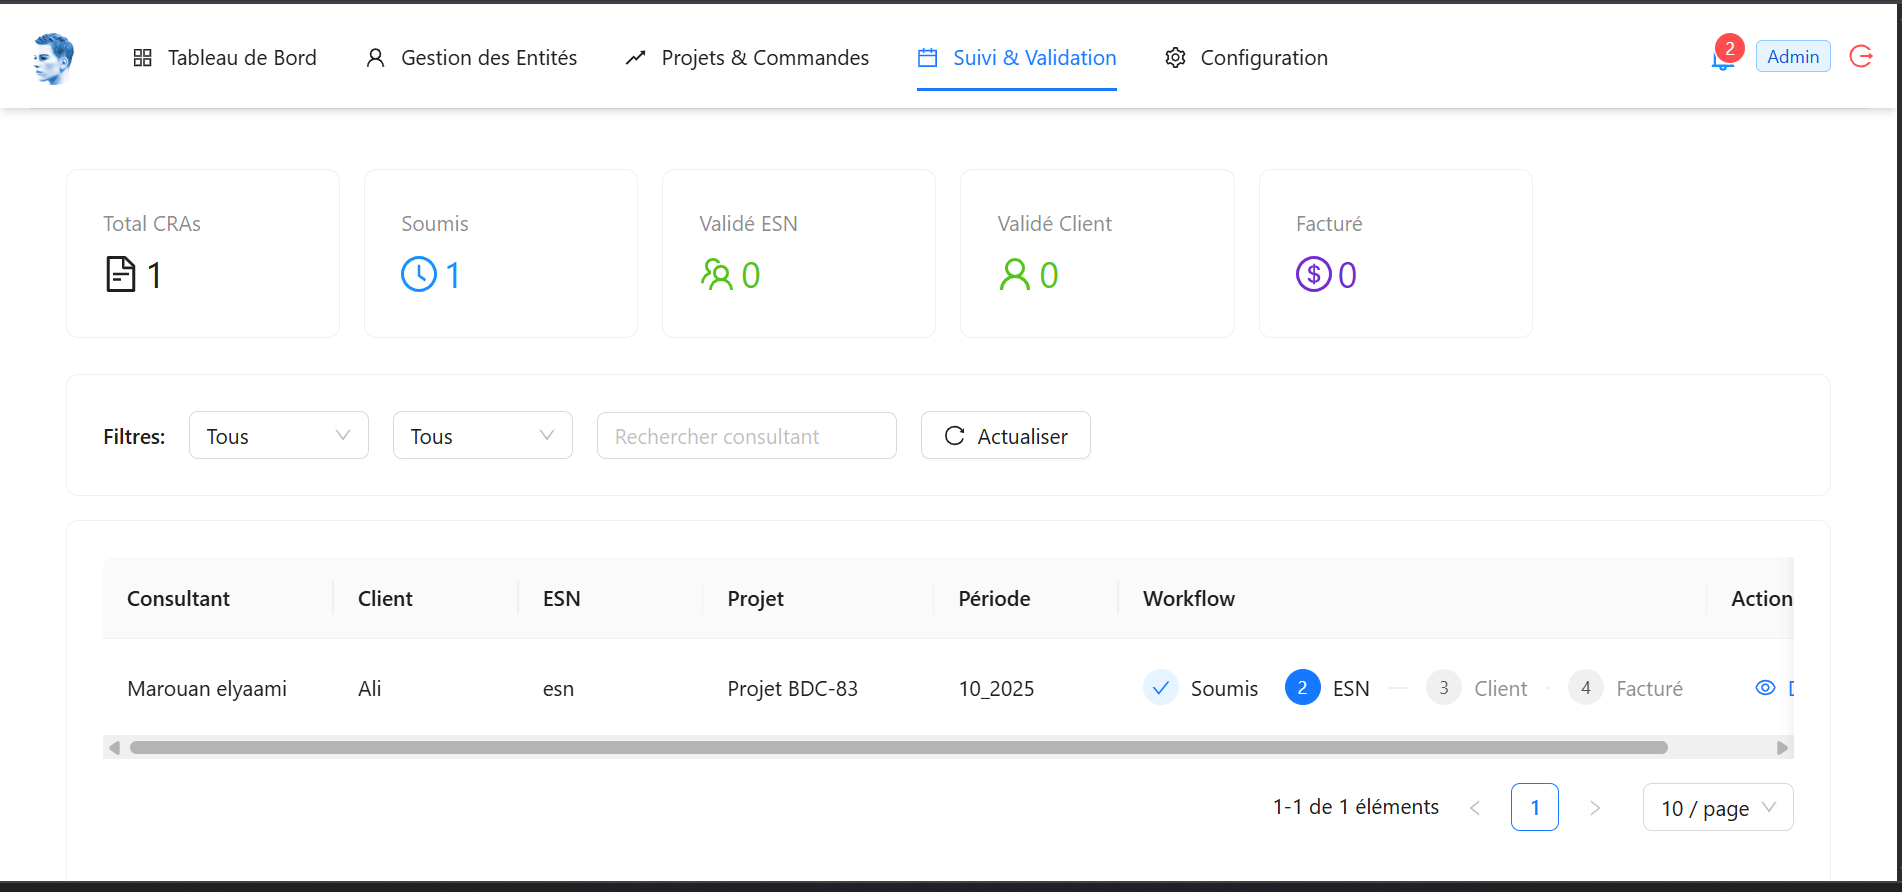 Tableau de Bord
Gestion des Entités
Projets & Commandes
Suivi & Validation
Configuration
2
Admin
Total CRAs
1
Soumis
1
Validé ESN
0
Validé Client
0
Facturé
0
Filtres:
Tous
Tous
Rechercher consultant
Actualiser
Consultant
Client
ESN
Projet
Période
Workflow
Action
Marouan elyaami
Ali
esn
Projet BDC-83
10_2025
Soumis
2 ESN
3 Client
4 Facturé
1-1 de 1 éléments
1
10 / page